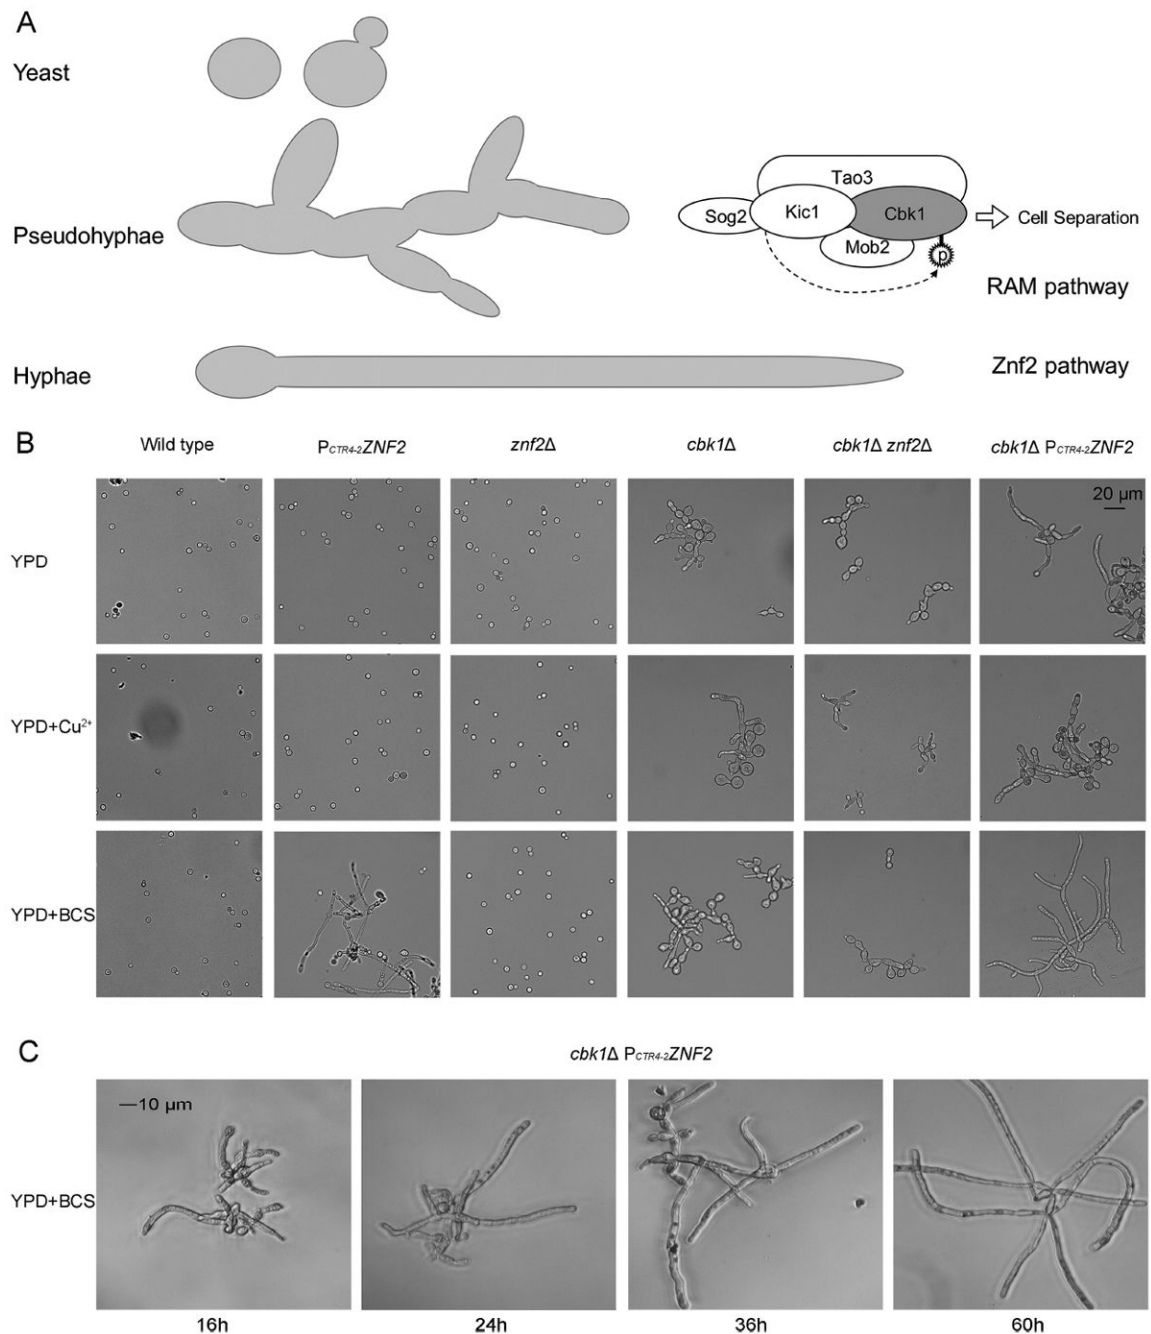 A
Yeast
Pseudohyphae
Hyphae
Tao3
Sog2
Kic1
Cbk1
Mob2
p
Cell Separation
RAM pathway
Znf2 pathway
B
Wild type
PCTR4-2ZNF2
znf2Δ
cbk1Δ
cbk1Δ znf2Δ
cbk1Δ PCTR4-2ZNF2
20 μm
YPD
YPD+Cu²⁺
YPD+BCS
C
cbk1Δ PCTR4-2ZNF2
10 μm
YPD+BCS
16h
24h
36h
60h